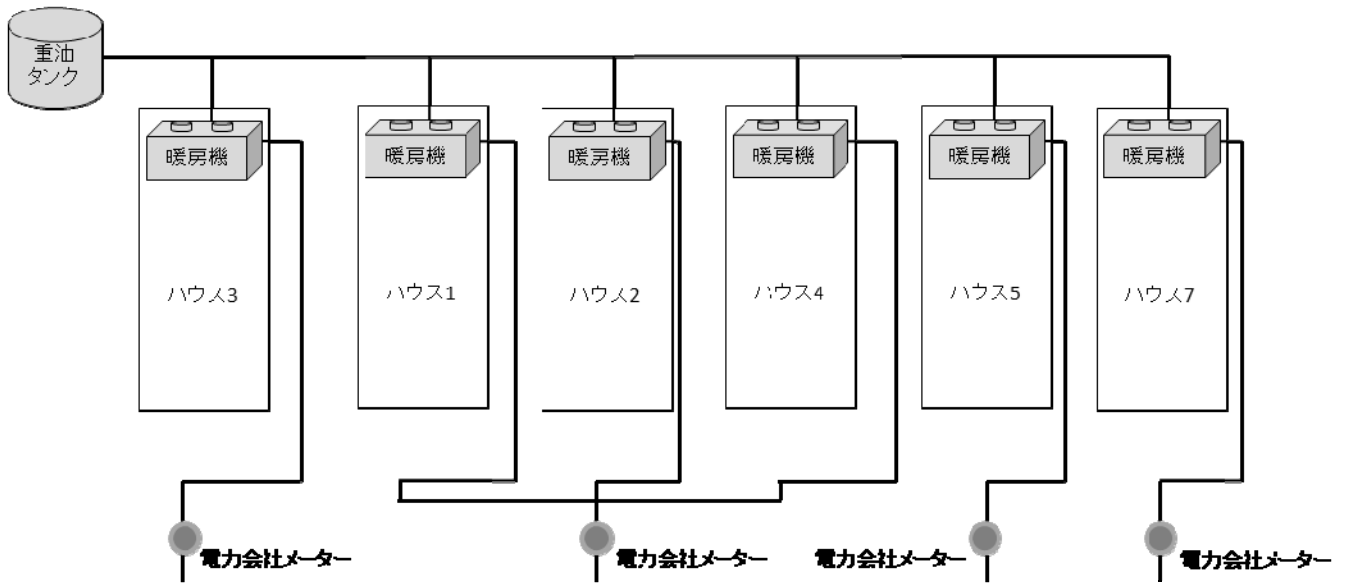 重油
タンク
暖房機
暖房機
暖房機
暖房機
暖房機
暖房機
ハウス3
ハウス1
ハウス2
ハウス4
ハウス5
ハウス7
電力会社メーター
電力会社メーター
電力会社メーター
電力会社メーター